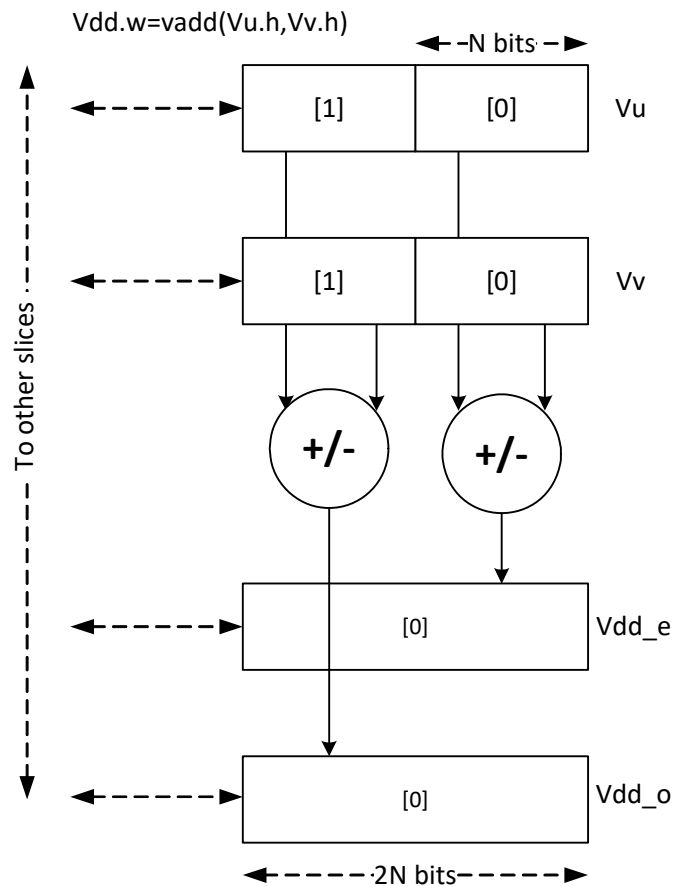 Vdd.w=vadd(Vu.h,Vv.h)
N bits
[1] [0] Vu
[1] [0] Vv
To other slices
+/- +/-
[0] Vdd_e
[0] Vdd_o
2N bits